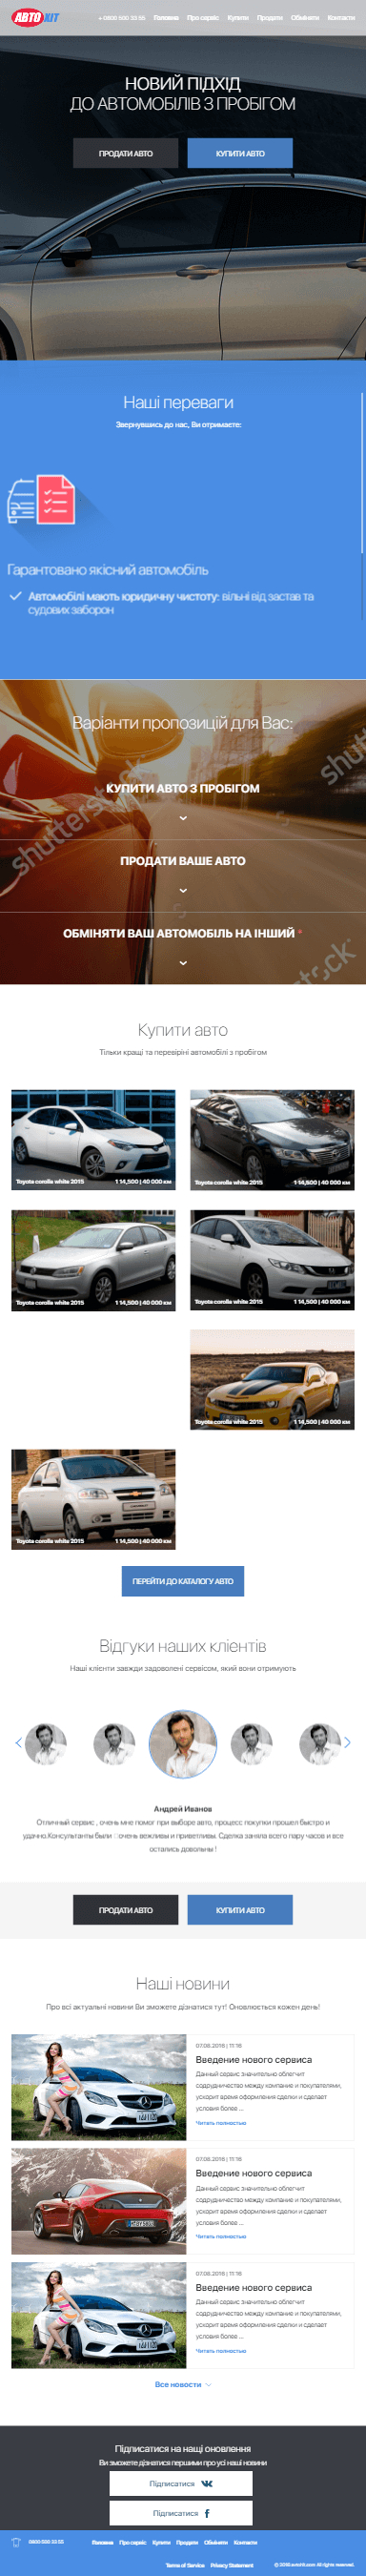 АВТО КІТ
+ 0800 500 33 55 Головна Про сервіс Купити Продати Обміняти Контакти
НОВИЙ ПІДХІД
ДО АВТОМОБІЛІВ З ПРОБІГОМ
ПРОДАТИ АВТО КУПИТИ АВТО
Наші переваги
Звернувшись до нас, Ви отримаєте:
Гарантовано якісний автомобіль
Автомобілі мають юридичну чистоту: вільні від застав та
судових заборон
Варіанти пропозицій для Вас:
shutterstock
КУПИТИ АВТО З ПРОБІГОМ
ПРОДАТИ ВАШЕ АВТО
ОБМІНЯТИ ВАШ АВТОМОБІЛЬ НА ІНШИЙ *
Купити авто
Тільки кращі та перевіріні автомобілі з пробігом
Toyota corolla white 2015 1 14,500 | 40 000 км
Toyota corolla white 2015 1 14,500 | 40 000 км
Toyota corolla white 2015 1 14,500 | 40 000 км
Toyota corolla white 2015 1 14,500 | 40 000 км
Toyota corolla white 2015 1 14,500 | 40 000 км
Toyota corolla white 2015 1 14,500 | 40 000 км
ПЕРЕЙТИ ДО КАТАЛОГУ АВТО
Відгуки наших клієнтів
Наші клієнти завжди задоволені сервісом, який вони отримують
Андрей Иванов
Отличный сервис , очень мне помог при выборе авто, процесс покупки прошел быстро и
удачно.Консультанты были очень вежливы и приветливы. Сделка заняла всего пару часов и все
остались довольны !
ПРОДАТИ АВТО КУПИТИ АВТО
Наші новини
Про всі актуальні новини Ви зможете дізнатися тут! Оновлюється кожен день!
07.08.2016 | 11:18
Введение нового сервиса
Данный сервис значительно облегчит
содрудничество между компание и покупателями,
ускорит время оформления сделки и сделает
условия более ...
Читать полностью
07.08.2016 | 11:18
Введение нового сервиса
Данный сервис значительно облегчит
содрудничество между компание и покупателями,
ускорит время оформления сделки и сделает
условия более ...
Читать полностью
07.08.2016 | 11:18
Введение нового сервиса
Данный сервис значительно облегчит
содрудничество между компание и покупателями,
ускорит время оформления сделки и сделает
условия более ...
Читать полностью
Все новости
Підписатися на нащі оновлення
Ви зможете дізнатися першими про усі наші новини
Підписатися
Підписатися
0800 500 33 55 Головна Про сервіс Купити Продати Обміняти Контакти
Terms of Service Privacy Statement © 2016 avtokit.com All rights reserved.